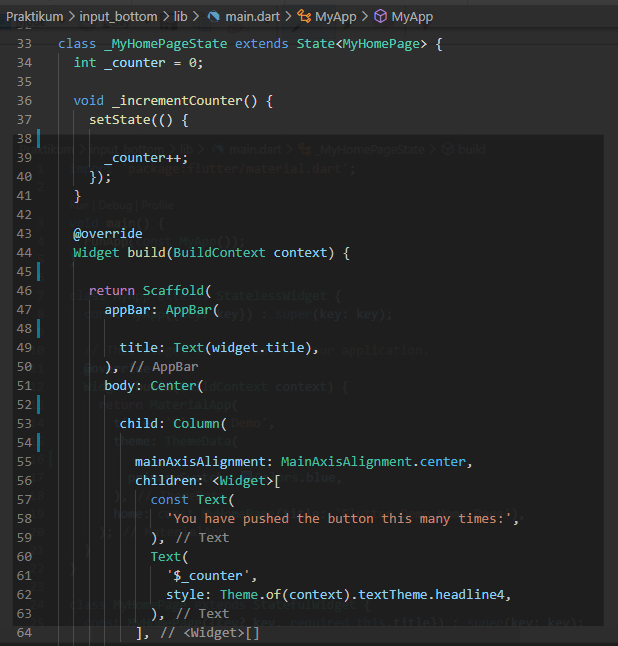 Praktikum > input_bottom > lib > main.dart > MyApp > MyApp
33 class _MyHomePageState extends State<MyHomePage> {
34 int _counter = 0;
35
36 void _incrementCounter() {
37 setState(() {
38
39 _counter++;
40 });
41 }
42
43 @override
44 Widget build(BuildContext context) {
45
46 return Scaffold(
47 appBar: AppBar(
48
49 title: Text(widget.title),
50 ), // AppBar
51 body: Center(
52
53 child: Column(
54
55 mainAxisAlignment: MainAxisAlignment.center,
56 children: <Widget>[
57 const Text(
58 'You have pushed the button this many times:',
59 ), // Text
60 Text(
61 '$_counter',
62 style: Theme.of(context).textTheme.headline4,
63 ), // Text
64 ], // <Widget>[]